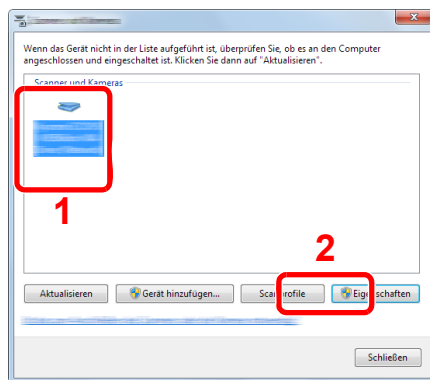 Wenn das Gerät nicht in der Liste aufgeführt ist, überprüfen Sie, ob es an den Computer
angeschlossen und eingeschaltet ist. Klicken Sie dann auf "Aktualisieren".
Scanner und Kameras
1
2
Aktualisieren
Gerät hinzufügen...
Scanprofile
Eigenschaften
Schließen